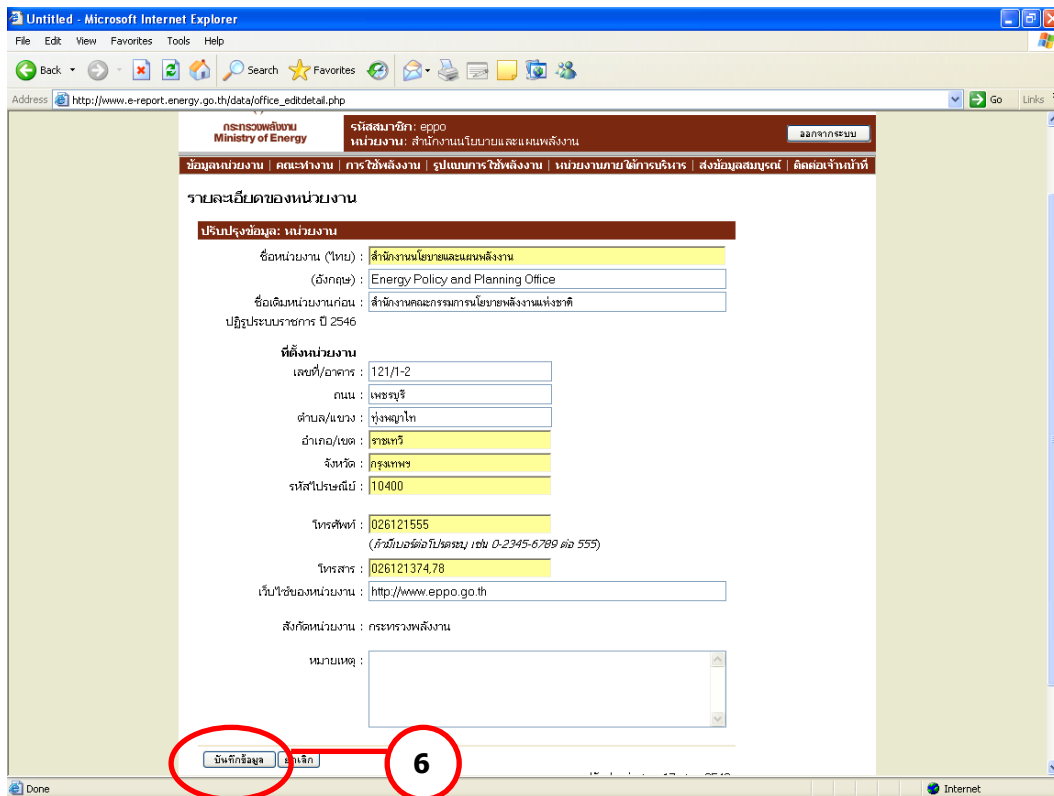 Untitled - Microsoft Internet Explorer
File Edit View Favorites Tools Help
Back Search Favorites
Address http://www.e-report.energy.go.th/data/office_editdetail.php Go Links
กระทรวงพลังงาน
Ministry of Energy
รหัสสมาชิก: eppo
หน่วยงาน: สำนักงานนโยบายและแผนพลังงาน
ออกจากระบบ
ข้อมูลหน่วยงาน | คณะทำงาน | การใช้พลังงาน | รูปแบบการใช้พลังงาน | หน่วยงานภายใต้การบริหาร | ส่งข้อมูลสมบูรณ์ | ติดต่อเจ้าหน้าที่
รายละเอียดของหน่วยงาน
ปรับปรุงข้อมูล: หน่วยงาน
ชื่อหน่วยงาน (ไทย) : สำนักงานนโยบายและแผนพลังงาน
(อังกฤษ) : Energy Policy and Planning Office
ชื่อเดิมหน่วยงานก่อน : สำนักงานคณะกรรมการนโยบายพลังงานแห่งชาติ
ปฏิรูประบบราชการ ปี 2546
ที่ตั้งหน่วยงาน
เลขที่/อาคาร : 121/1-2
ถนน : เพชรบุรี
ตำบล/แขวง : ทุ่งพญาไท
อำเภอ/เขต : ราชเทวี
จังหวัด : กรุงเทพฯ
รหัสไปรษณีย์ : 10400
โทรศัพท์ : 026121555
(ถ้ามีเบอร์ต่อโปรดระบุ เช่น 0-2345-6789 ต่อ 555)
โทรสาร : 026121374,78
เว็บไซ้ของหน่วยงาน : http://www.eppo.go.th
สังกัดหน่วยงาน : กระทรวงพลังงาน
หมายเหตุ :
บันทึกข้อมูล ยกเลิก
6
Done Internet